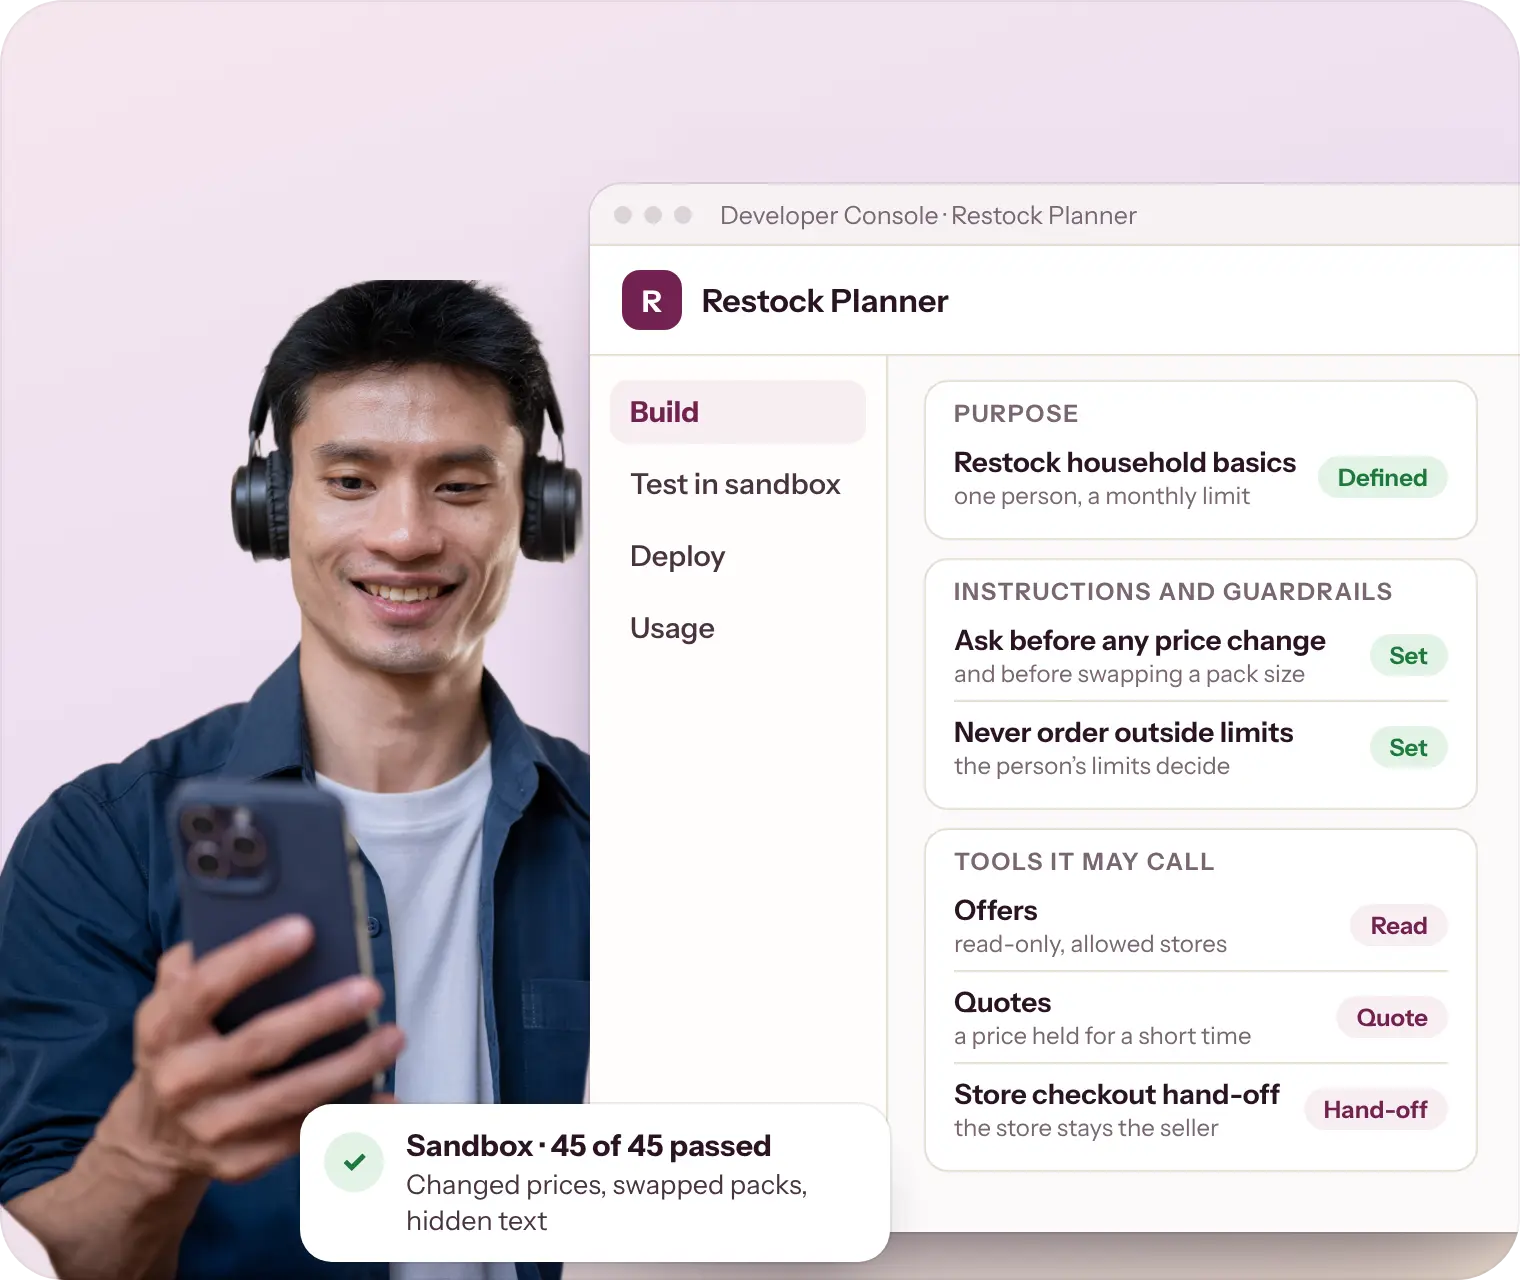 Developer Console · Restock Planner
R
Restock Planner
Build
Test in sandbox
Deploy
Usage
PURPOSE
Restock household basics
one person, a monthly limit
Defined
INSTRUCTIONS AND GUARDRAILS
Ask before any price change
and before swapping a pack size
Set
Never order outside limits
the person’s limits decide
Set
TOOLS IT MAY CALL
Offers
read-only, allowed stores
Read
Quotes
a price held for a short time
Quote
Store checkout hand-off
the store stays the seller
Hand-off
Sandbox · 45 of 45 passed
Changed prices, swapped packs,
hidden text